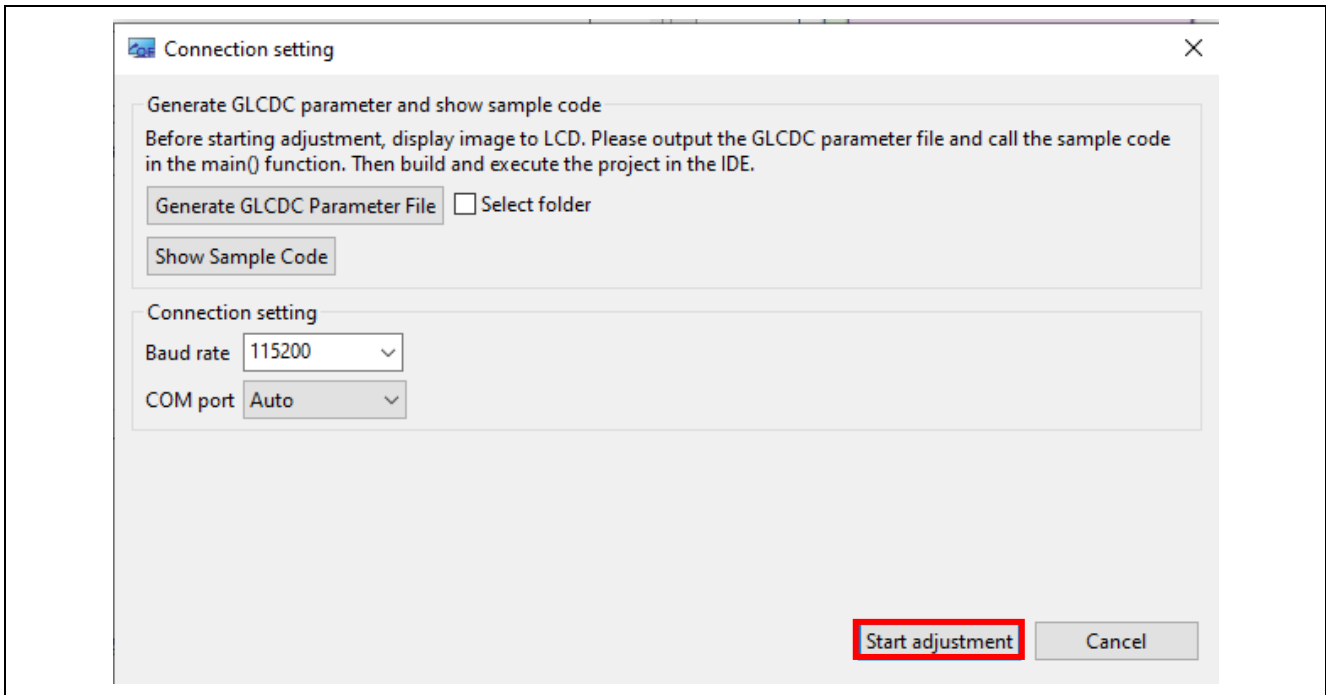 Connection setting
Generate GLCDC parameter and show sample code
Before starting adjustment, display image to LCD. Please output the GLCDC parameter file and call the sample code
in the main() function. Then build and execute the project in the IDE.
Generate GLCDC Parameter File Select folder
Show Sample Code
Connection setting
Baud rate 115200
COM port Auto
Start adjustment Cancel